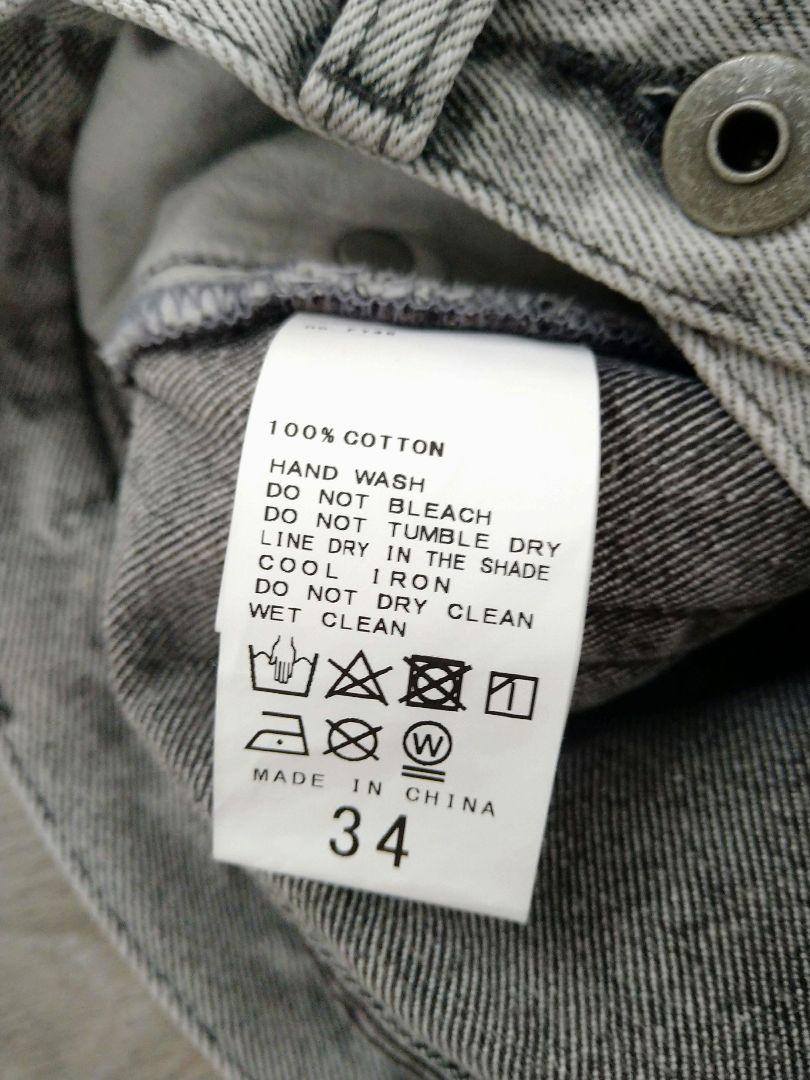 100% COTTON
HAND WASH
DO NOT BLEACH
DO NOT TUMBLE DRY
LINE DRY IN THE SHADE
COOL IRON
DO NOT DRY CLEAN
WET CLEAN
W
MADE IN CHINA
34